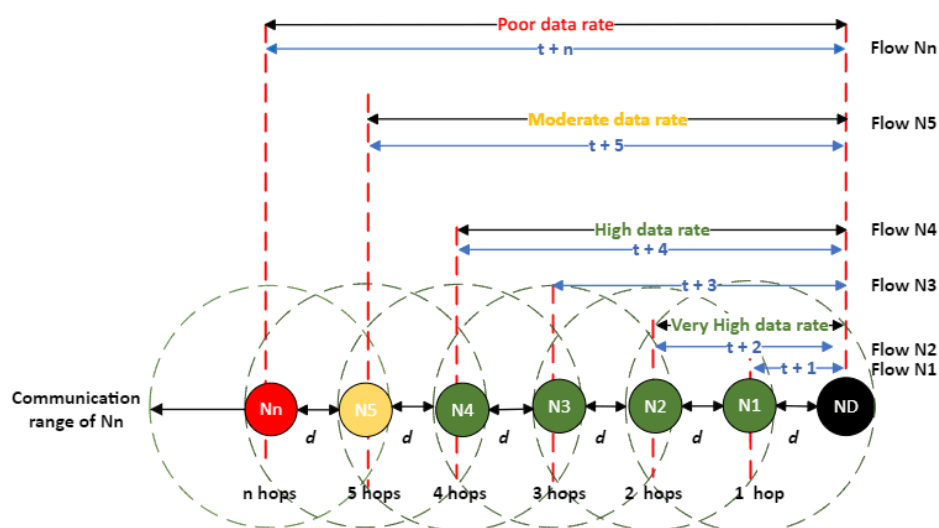 Poor data rate
t + n
Flow Nn
Moderate data rate
Flow N5
t + 5
High data rate
Flow N4
t + 4
t + 3
Flow N3
Very High data rate
t + 2
Flow N2
t + 1
Flow N1
Communication
range of Nn
Nn
N5
N4
N3
N2
N1
ND
d
d
d
d
d
d
n hops
5 hops
4 hops
3 hops
2 hops
1 hop